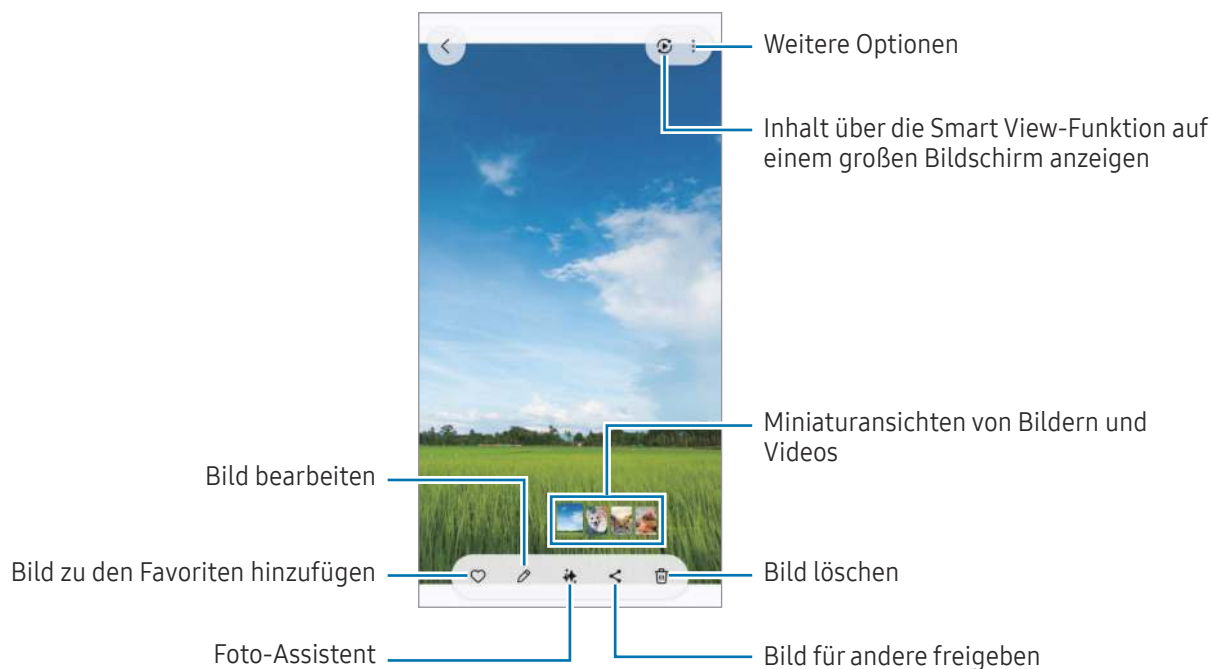 Weitere Optionen
Inhalt über die Smart View-Funktion auf
einem großen Bildschirm anzeigen
Miniaturansichten von Bildern und
Videos
Bild bearbeiten
Bild zu den Favoriten hinzufügen
Bild löschen
Foto-Assistent
Bild für andere freigeben